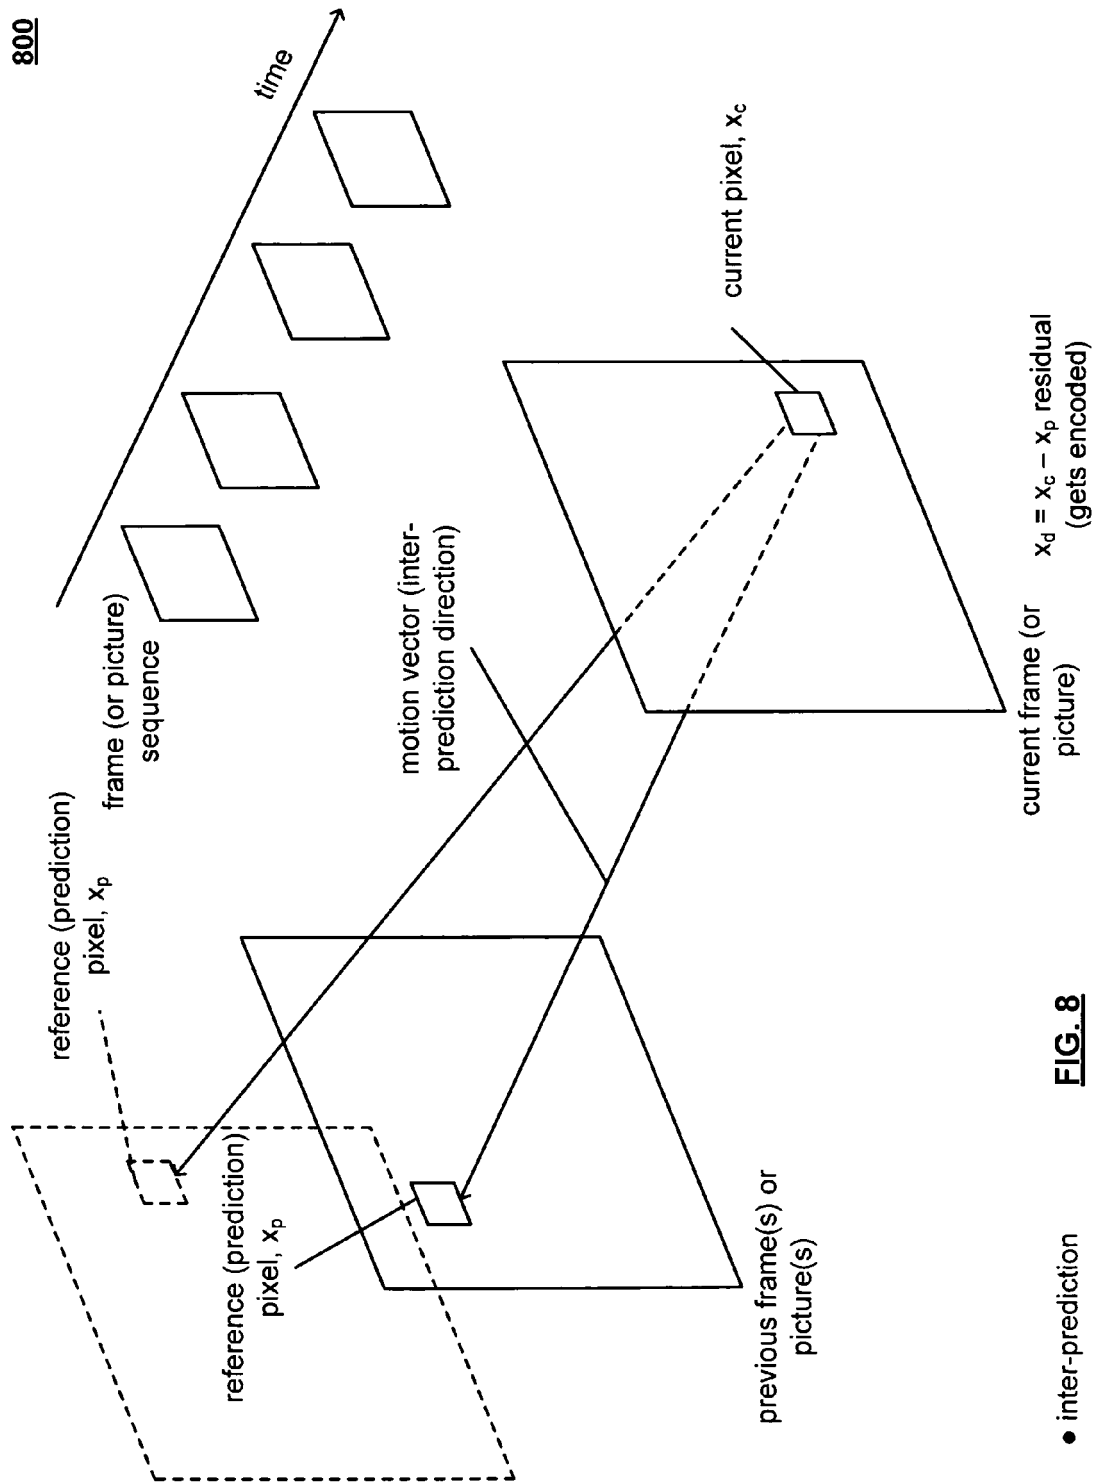 800
time
frame (or picture)
sequence
reference (prediction)
pixel, xp
reference (prediction)
pixel, xp
motion vector (inter-
prediction direction)
current pixel, xc
previous frame(s) or
picture(s)
current frame (or
picture)
xd = xc – xp residual
(gets encoded)
● inter-prediction
FIG. 8